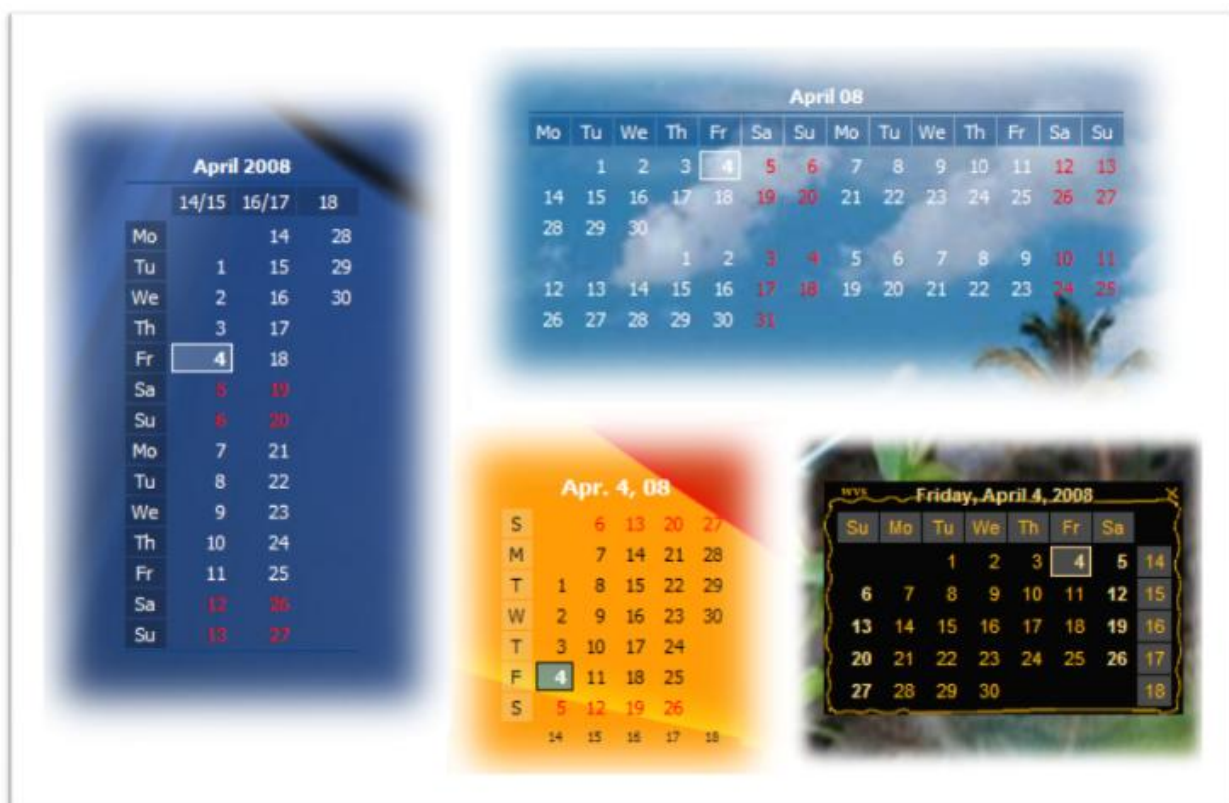 April 2008
14/15 16/17 18
Mo 14 28
Tu 1 15 29
We 2 16 30
Th 3 17
Fr 4 18
Sa 5 19
Su 6 20
Mo 7 21
Tu 8 22
We 9 23
Th 10 24
Fr 11 25
Sa 12 26
Su 13 27
April 08
Mo Tu We Th Fr Sa Su Mo Tu We Th Fr Sa Su
1 2 3 4 5 6 7 8 9 10 11 12 13
14 15 16 17 18 19 20 21 22 23 24 25 26 27
28 29 30
1 2 3 4 5 6 7 8 9 10 11
12 13 14 15 16 17 18 19 20 21 22 23 24 25
26 27 28 29 30 31
Apr. 4, 08
S 6 13 20 27
M 7 14 21 28
T 1 8 15 22 29
W 2 9 16 23 30
T 3 10 17 24
F 4 11 18 25
S 5 12 19 26
14 15 16 17 18
WVS Friday, April 4, 2008
Su Mo Tu We Th Fr Sa
1 2 3 4 5 14
6 7 8 9 10 11 12 15
13 14 15 16 17 18 19 16
20 21 22 23 24 25 26 17
27 28 29 30 18